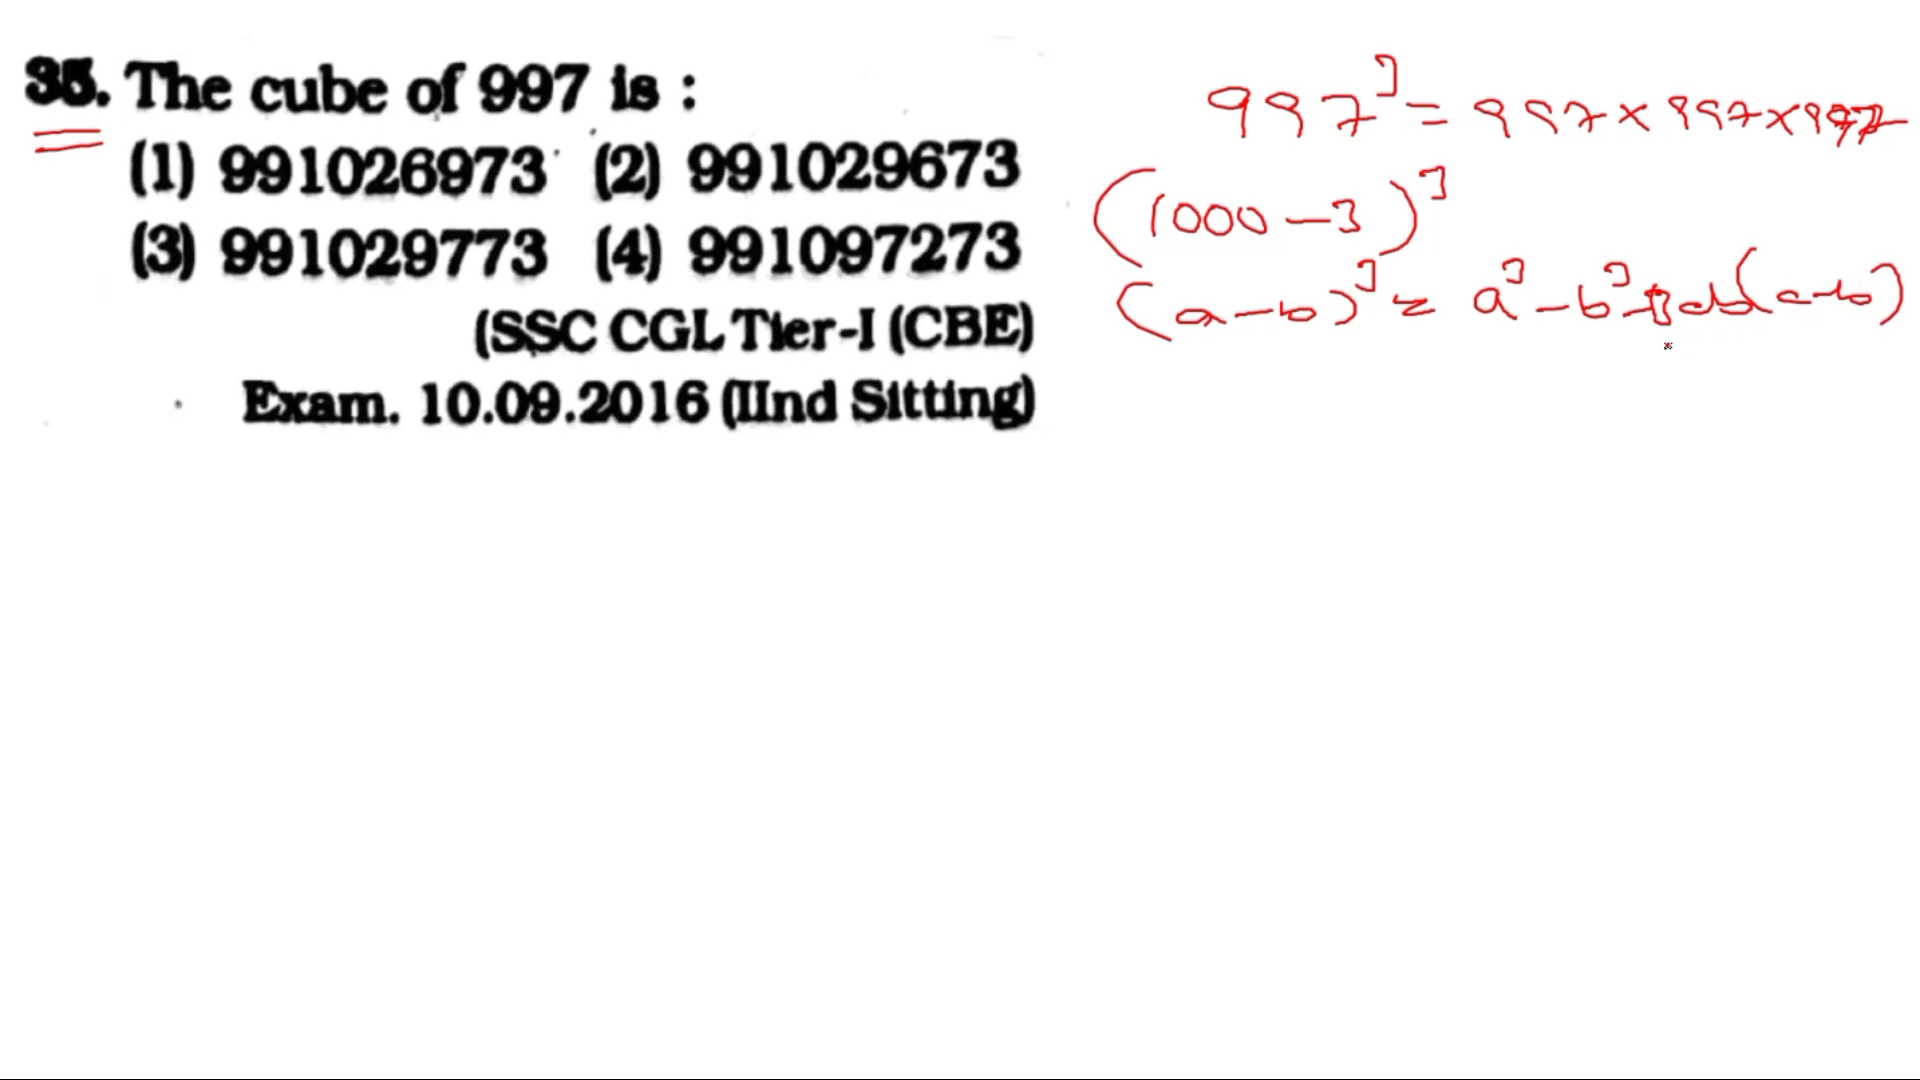 35. The cube of 997 is :
(1) 991026973 (2) 991029673
(3) 991029773 (4) 991097273
(SSC CGL Tier-I (CBE)
Exam. 10.09.2016 (IInd Sitting)
997³ = 997 × 997 × 997
(1000 - 3)³
(a - b)³ = a³ - b³ - 3ab(a-b)